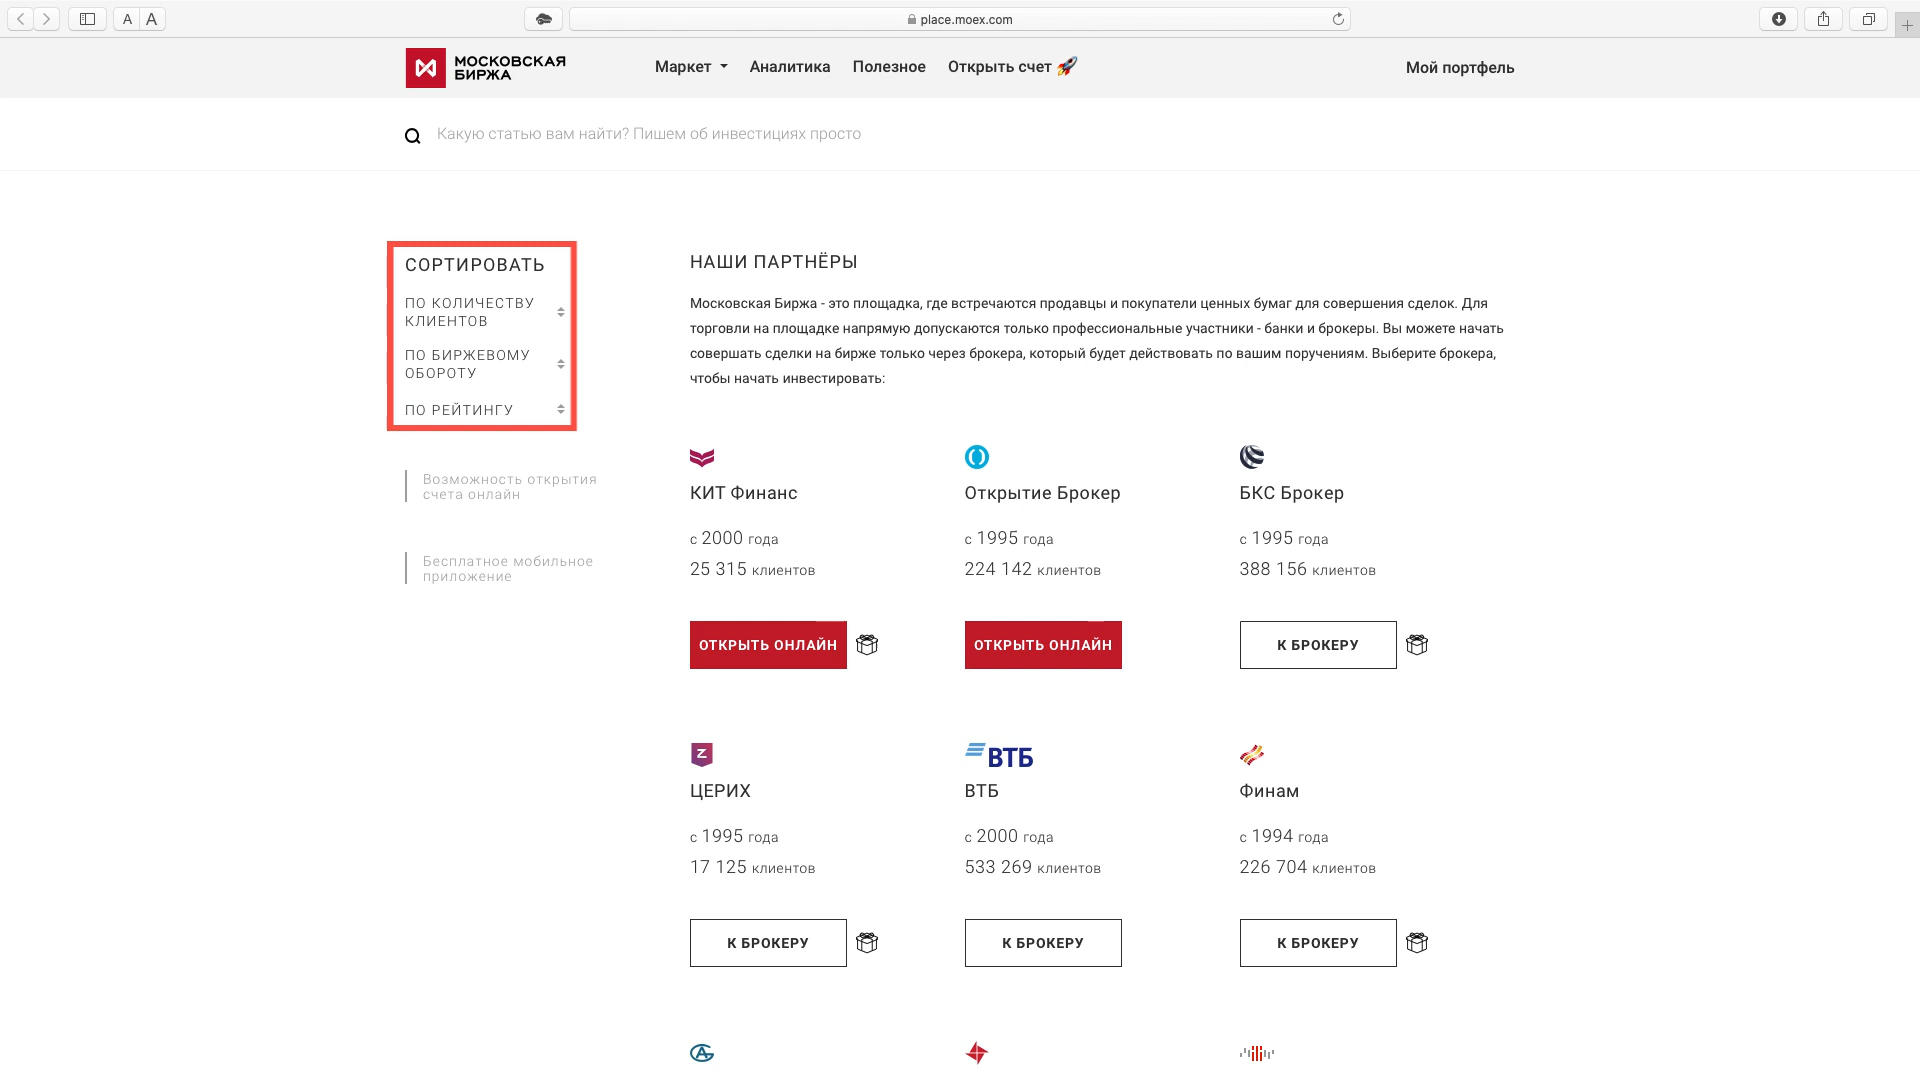 A A
place.moex.com
МОСКОВСКАЯ
БИРЖА
Маркет Аналитика Полезное Открыть счет Мой портфель
Какую статью вам найти? Пишем об инвестициях просто
СОРТИРОВАТЬ
ПО КОЛИЧЕСТВУ
КЛИЕНТОВ
ПО БИРЖЕВОМУ
ОБОРОТУ
ПО РЕЙТИНГУ
Возможность открытия
счета онлайн
Бесплатное мобильное
приложение
НАШИ ПАРТНЁРЫ
Московская Биржа - это площадка, где встречаются продавцы и покупатели ценных бумаг для совершения сделок. Для
торговли на площадке напрямую допускаются только профессиональные участники - банки и брокеры. Вы можете начать
совершать сделки на бирже только через брокера, который будет действовать по вашим поручениям. Выберите брокера,
чтобы начать инвестировать:
КИТ Финанс
с 2000 года
25 315 клиентов
ОТКРЫТЬ ОНЛАЙН
Открытие Брокер
с 1995 года
224 142 клиентов
ОТКРЫТЬ ОНЛАЙН
БКС Брокер
с 1995 года
388 156 клиентов
К БРОКЕРУ
Z
ЦЕРИХ
с 1995 года
17 125 клиентов
К БРОКЕРУ
ВТБ
ВТБ
с 2000 года
533 269 клиентов
К БРОКЕРУ
Финам
с 1994 года
226 704 клиентов
К БРОКЕРУ